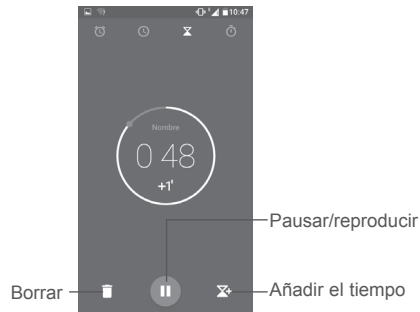 10:47
Nombre
0 48
+1'
Pausar/reproducir
Borrar
Añadir el tiempo